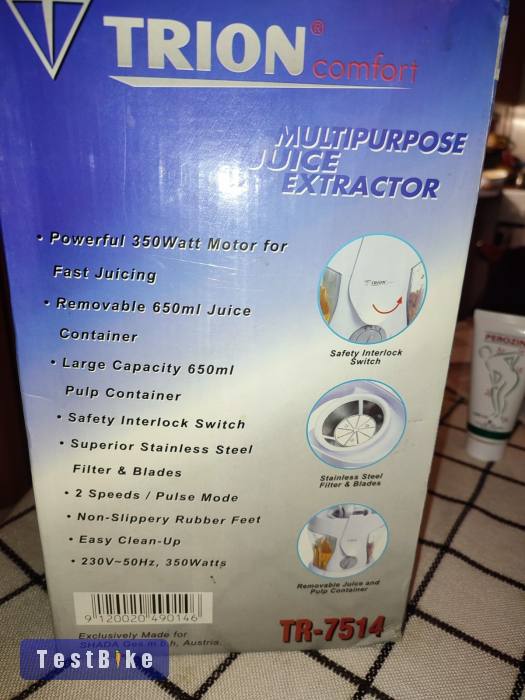 TRION®
comfort
MULTIPURPOSE
JUICE
EXTRACTOR
• Powerful 350Watt Motor for
Fast Juicing
• Removable 650ml Juice
Container
• Large Capacity 650ml
Pulp Container
• Safety Interlock Switch
• Superior Stainless Steel
Filter & Blades
• 2 Speeds / Pulse Mode
• Non-Slippery Rubber Feet
• Easy Clean-Up
• 230V~50Hz, 350Watts
TRION
Safety Interlock
Switch
Stainless Steel
Filter & Blades
Removable Juice and
Pulp Container
9 120020 490146
Exclusively Made for
SHADA Ges.m.b.h, Austria.
TR-7514
TestBike